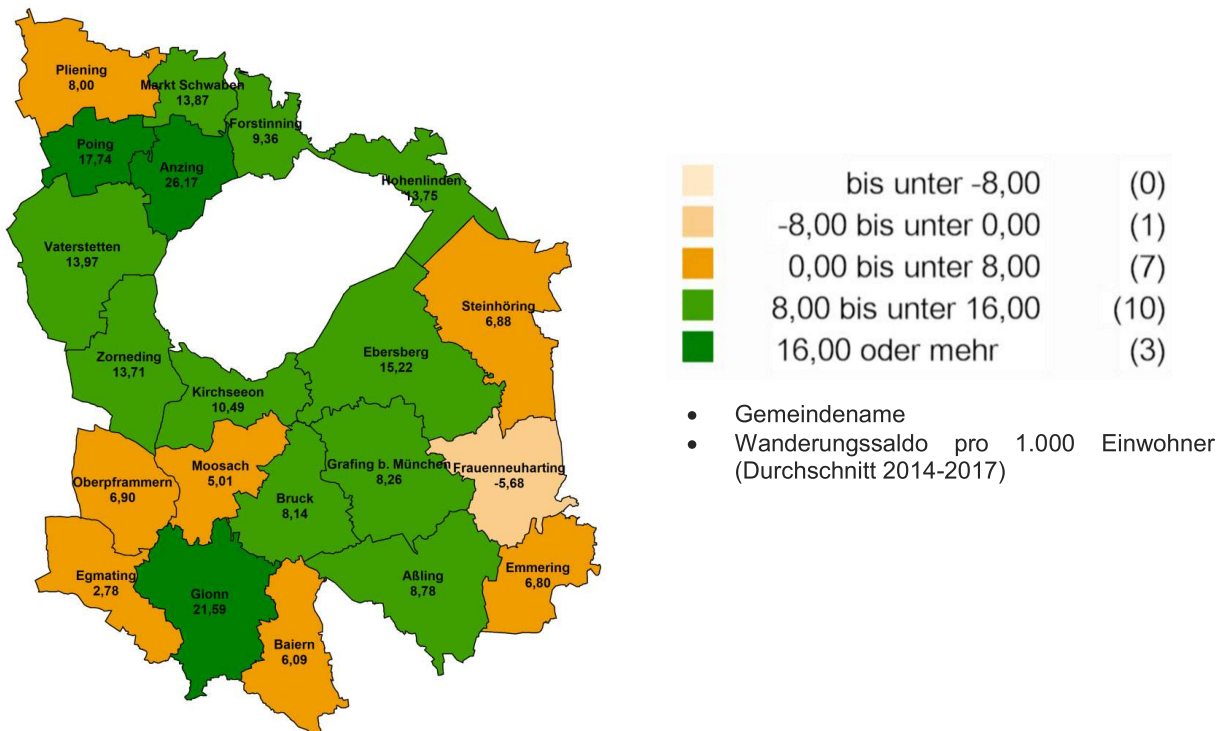 Pliening
8,00
Markt Schwaben
13,87
Forstinning
9,36
Poing
17,74
Anzing
26,17
Hohenlinden
13,75
Vaterstetten
13,97
Steinhöring
6,88
Zorneding
13,71
Ebersberg
15,22
Kirchseeon
10,49
Moosach
5,01
Grafing b. München
8,26
Frauenneuharting
-5,68
Oberpframmern
6,90
Bruck
8,14
Egmating
2,78
Glonn
21,59
Aßling
8,78
Emmering
6,80
Baiern
6,09
bis unter -8,00 (0)
-8,00 bis unter 0,00 (1)
0,00 bis unter 8,00 (7)
8,00 bis unter 16,00 (10)
16,00 oder mehr (3)
• Gemeindename
• Wanderungssaldo pro 1.000 Einwohner
(Durchschnitt 2014-2017)